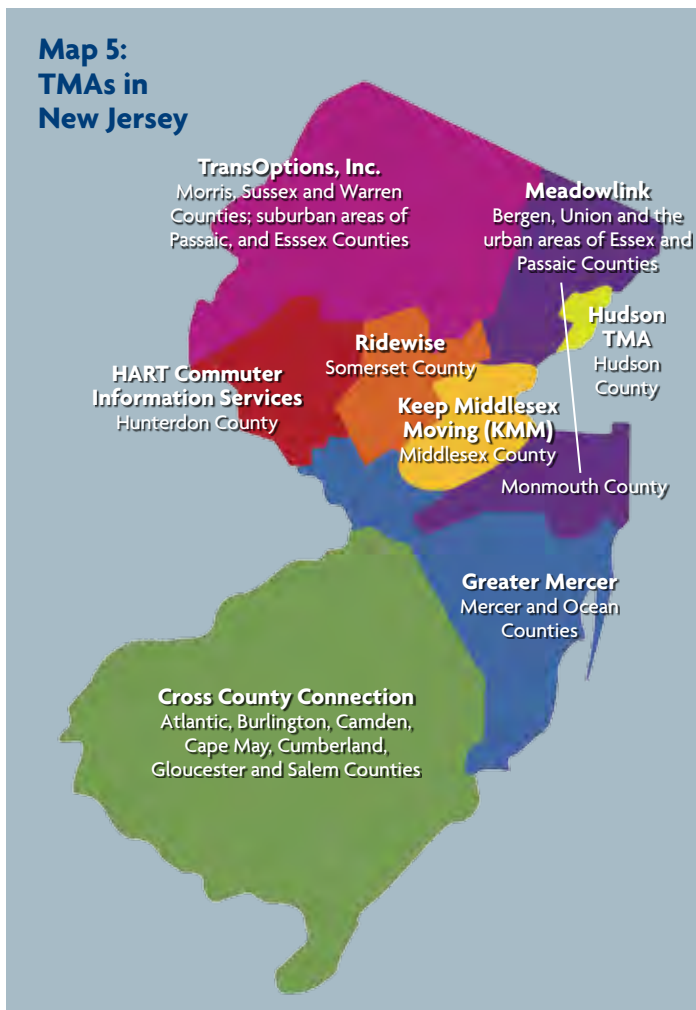 Map 5:
TMAs in
New Jersey
TransOptions, Inc.
Morris, Sussex and Warren
Counties; suburban areas of
Passaic, and Esssex Counties
Meadowlink
Bergen, Union and the
urban areas of Essex and
Passaic Counties
Hudson
TMA
Hudson
County
Ridewise
Somerset County
HART Commuter
Information Services
Hunterdon County
Keep Middlesex
Moving (KMM)
Middlesex County
Monmouth County
Greater Mercer
Mercer and Ocean
Counties
Cross County Connection
Atlantic, Burlington, Camden,
Cape May, Cumberland,
Gloucester and Salem Counties